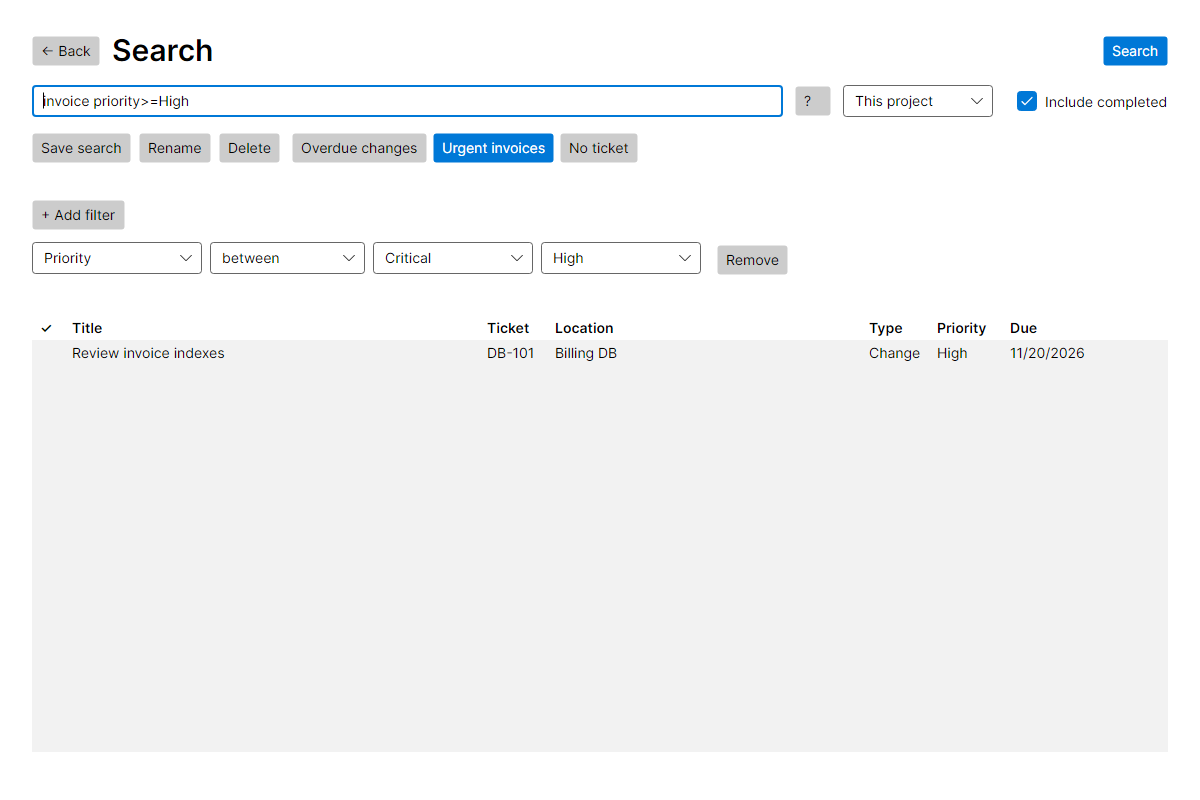 ← Back Search Search
invoice priority>=High ? This project Include completed
Save search Rename Delete Overdue changes Urgent invoices No ticket
+ Add filter
Priority between Critical High Remove
✓ Title Ticket Location Type Priority Due
Review invoice indexes DB-101 Billing DB Change High 11/20/2026